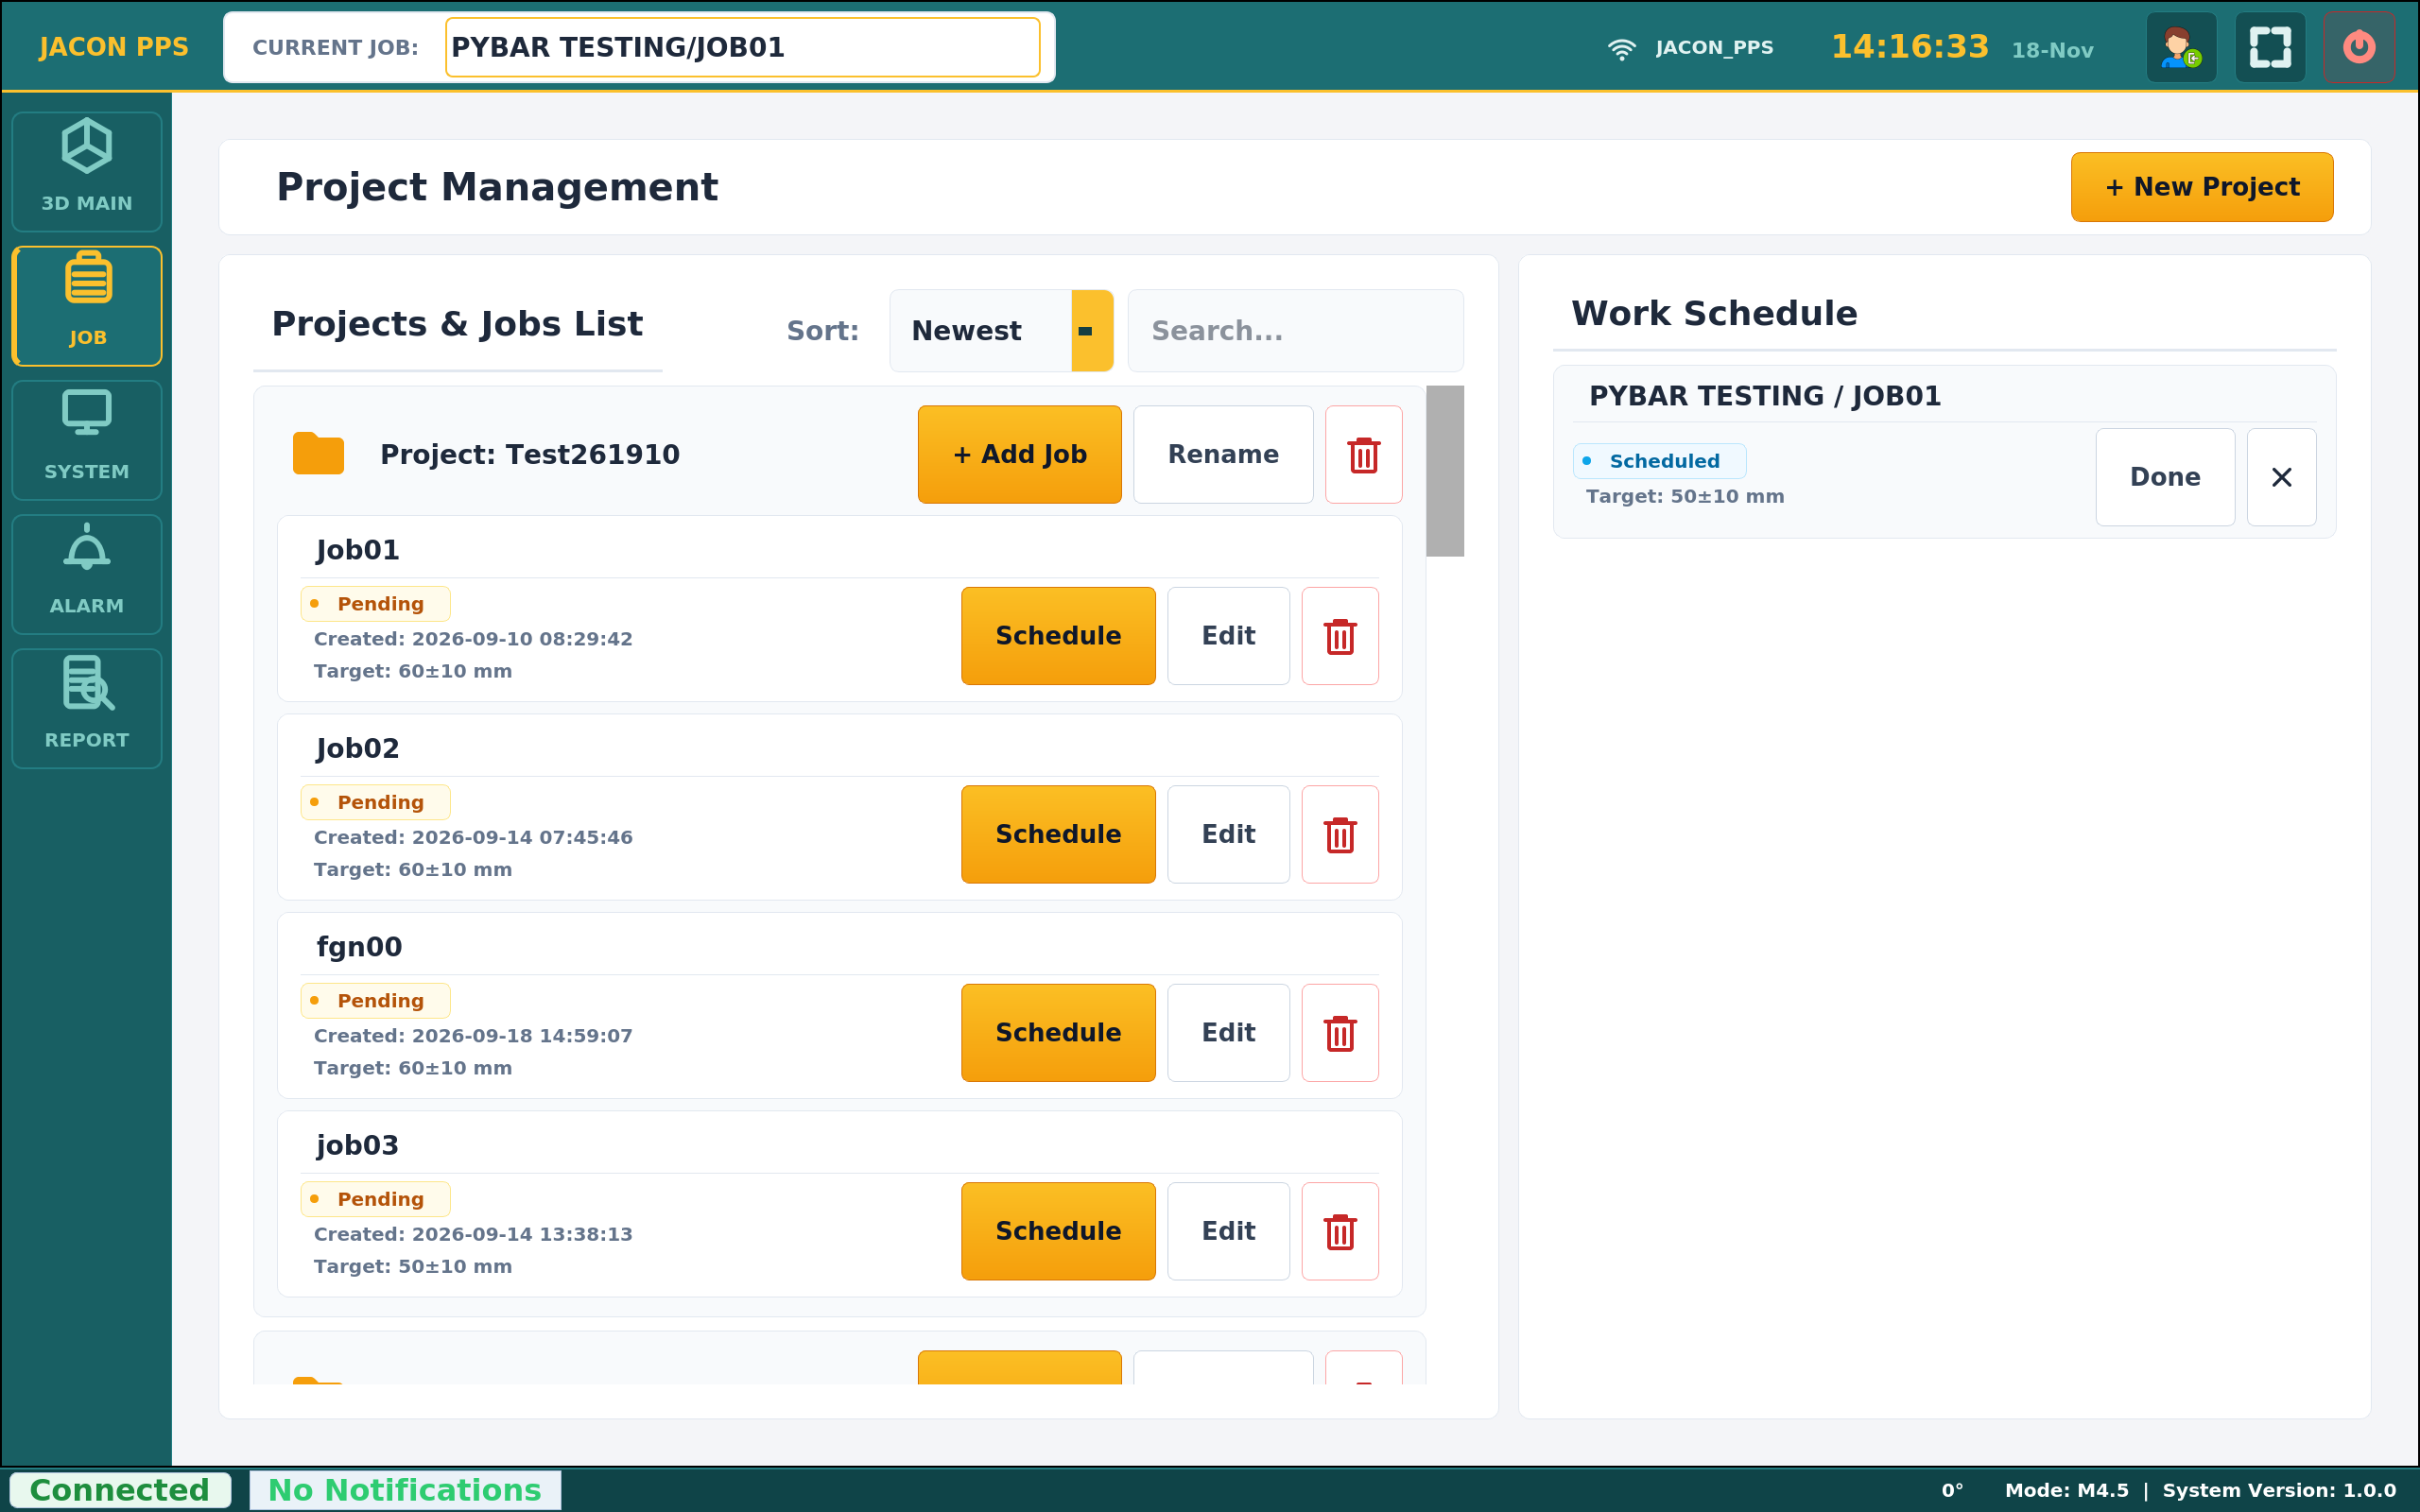 JACON PPS
CURRENT JOB: PYBAR TESTING/JOB01
JACON_PPS
14:16:33 18-Nov
3D MAIN
JOB
SYSTEM
ALARM
REPORT
Project Management
+ New Project
Projects & Jobs List
Sort: Newest
Search...
Project: Test261910
+ Add Job
Rename
Job01
Pending
Created: 2026-09-10 08:29:42
Target: 60±10 mm
Schedule
Edit
Job02
Pending
Created: 2026-09-14 07:45:46
Target: 60±10 mm
Schedule
Edit
fgn00
Pending
Created: 2026-09-18 14:59:07
Target: 60±10 mm
Schedule
Edit
job03
Pending
Created: 2026-09-14 13:38:13
Target: 50±10 mm
Schedule
Edit
Work Schedule
PYBAR TESTING / JOB01
Scheduled
Target: 50±10 mm
Done
Connected
No Notifications
0°
Mode: M4.5 | System Version: 1.0.0